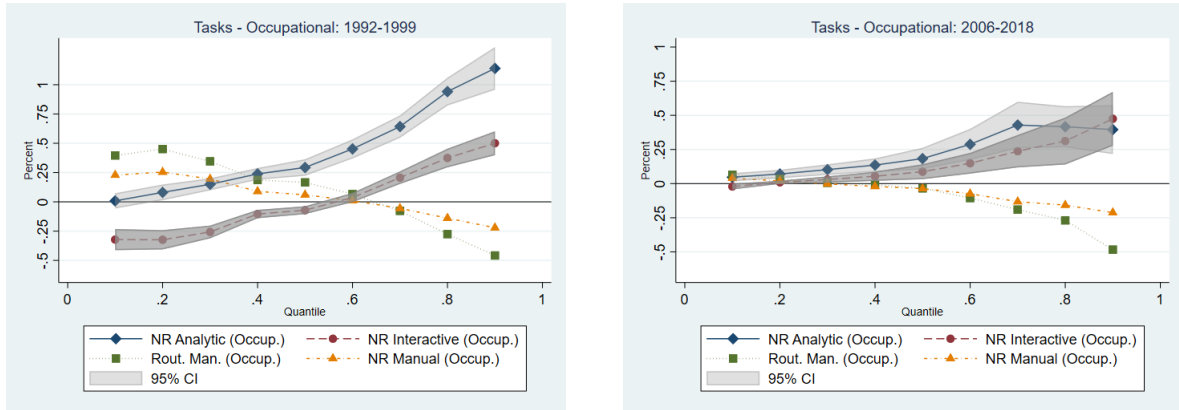 Tasks - Occupational: 1992-1999
Percent
1
.75
.5
.25
0
-.25
-.5
0 .2 .4 .6 .8 1
Quantile
NR Analytic (Occup.) NR Interactive (Occup.)
Rout. Man. (Occup.) NR Manual (Occup.)
95% CI
Tasks - Occupational: 2006-2018
Percent
1
.75
.5
.25
0
-.25
-.5
0 .2 .4 .6 .8 1
Quantile
NR Analytic (Occup.) NR Interactive (Occup.)
Rout. Man. (Occup.) NR Manual (Occup.)
95% CI